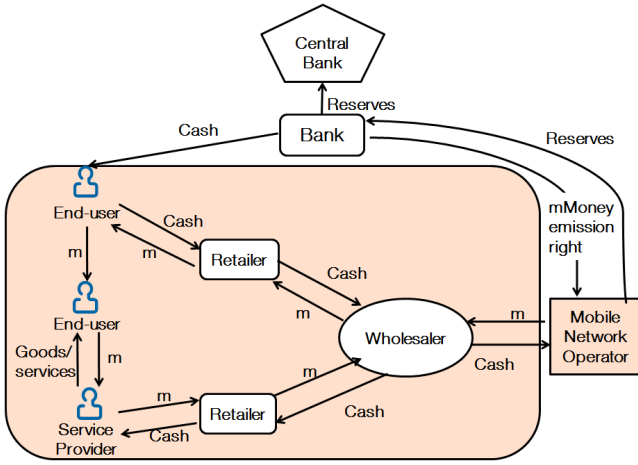 Central
Bank
Reserves
Bank
Cash
Reserves
End-user
Cash
mMoney
emission
right
m
m
Retailer
Cash
m
End-user
Wholesaler
m
Mobile
Network
Operator
Goods/
services
m
m
Cash
m
Retailer
Cash
Cash
Service
Provider